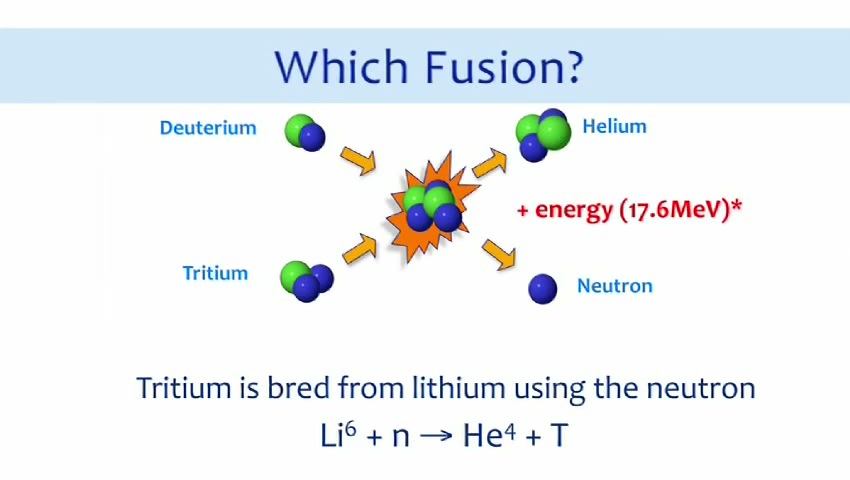 Which Fusion?
Deuterium
Helium
+ energy (17.6MeV)*
Tritium
Neutron
Tritium is bred from lithium using the neutron
Li⁶ + n → He⁴ + T